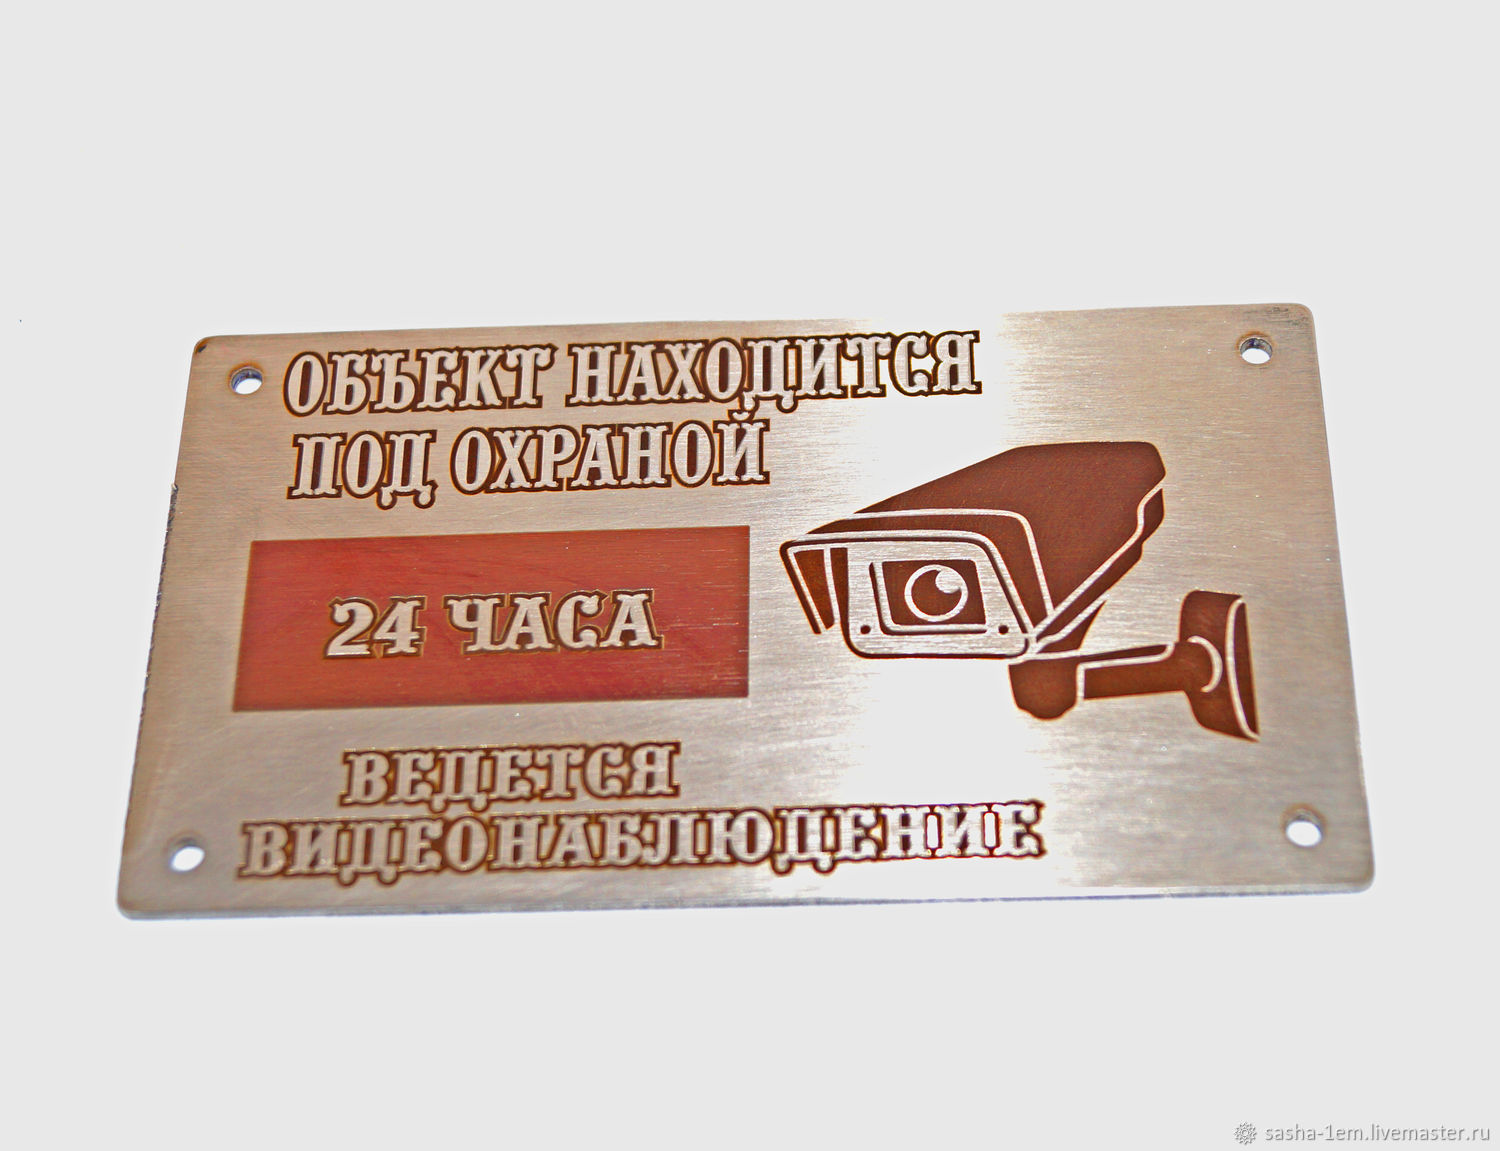 ОБЪЕКТ НАХОДИТСЯ
ПОД ОХРАНОЙ
24 ЧАСА
ВЕДЕТСЯ
ВИДЕОНАБЛЮДЕНИЕ
sasha-1em.livemaster.ru